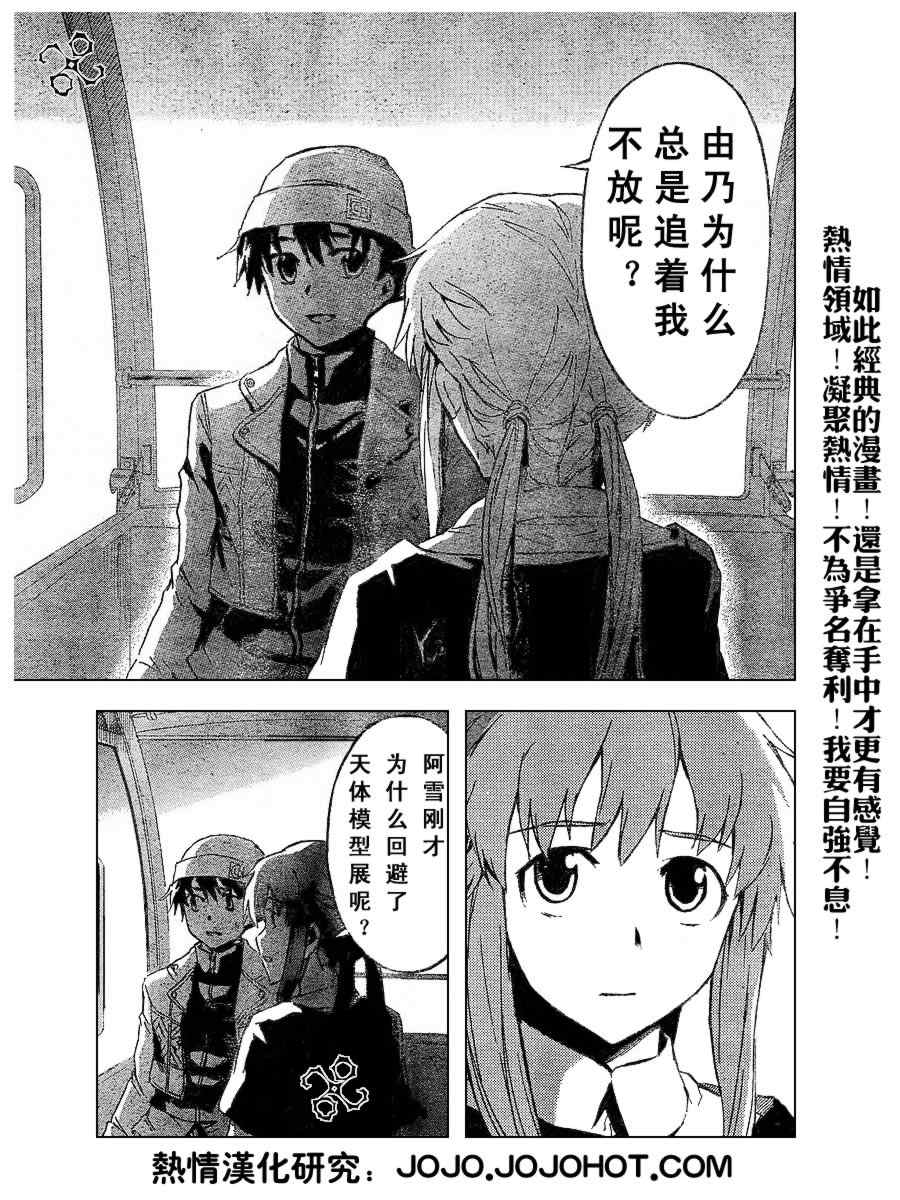 由乃为什么
总是追着我
不放呢？
阿雪刚才
为什么回避了
天体模型展呢？
如此經典的漫畫！還是拿在手中才更有感覺！
熱情領域！凝聚熱情！不為爭名奪利！我要自強不息！
熱情漢化研究：JOJO.JOJOHOT.COM